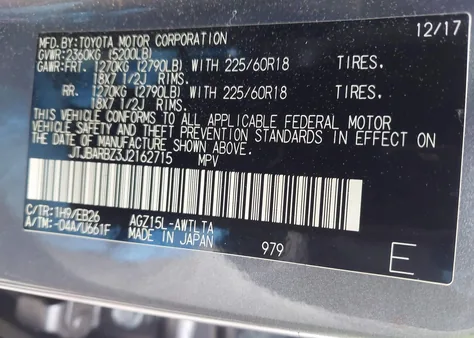 MFD.BY: TOYOTA MOTOR CORPORATION 12/17
GVWR: 2360KG (5200LB)
GAWR-FRT. 1270KG (2790LB) WITH 225/60R18 TIRES.
18X7 1/2J RIMS.
RR. 1270KG (2790LB) WITH 225/60R18 TIRES.
18X7 1/2J RIMS.
THIS VEHICLE CONFORMS TO ALL APPLICABLE FEDERAL MOTOR
VEHICLE SAFETY AND THEFT PREVENTION STANDARDS IN EFFECT ON
THE DATE OF MANUFACTURE SHOWN ABOVE.
JTJBARBZ3J2162715 MPV
C/TR: 1H9/EB26 AGZ15L-AWTLTA
A/TM: -04A/U661F MADE IN JAPAN 979
E